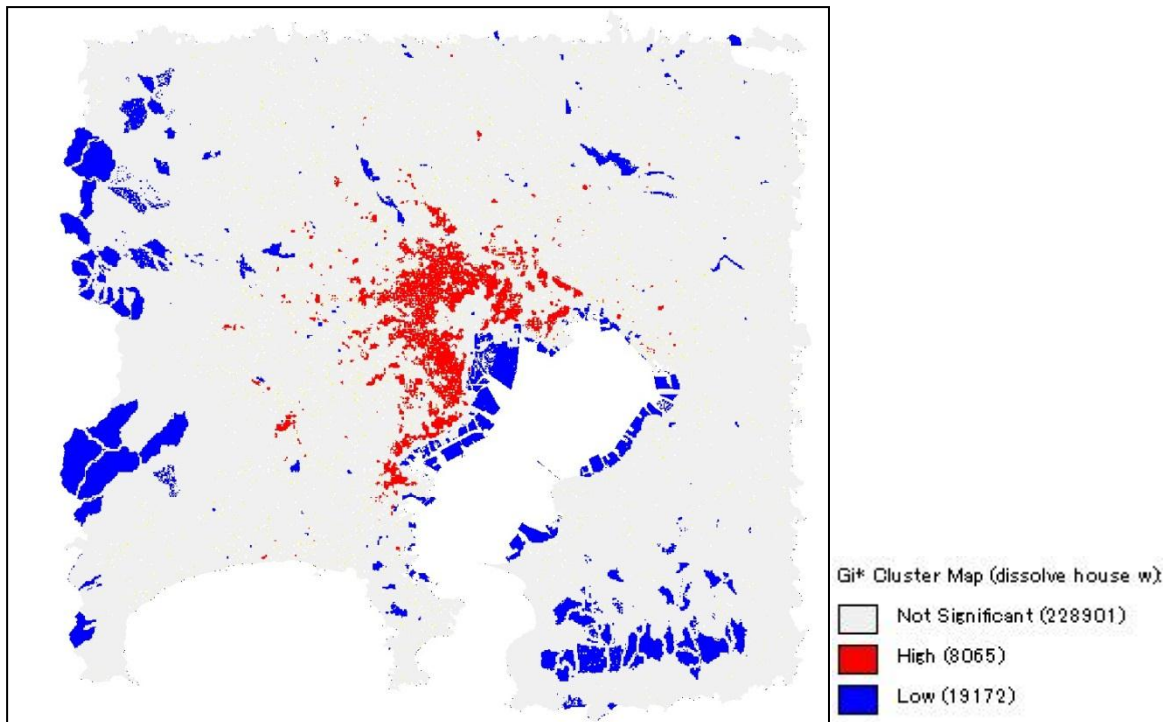 Gi* Cluster Map (dissolve house w):
Not Significant (228901)
High (8065)
Low (19172)